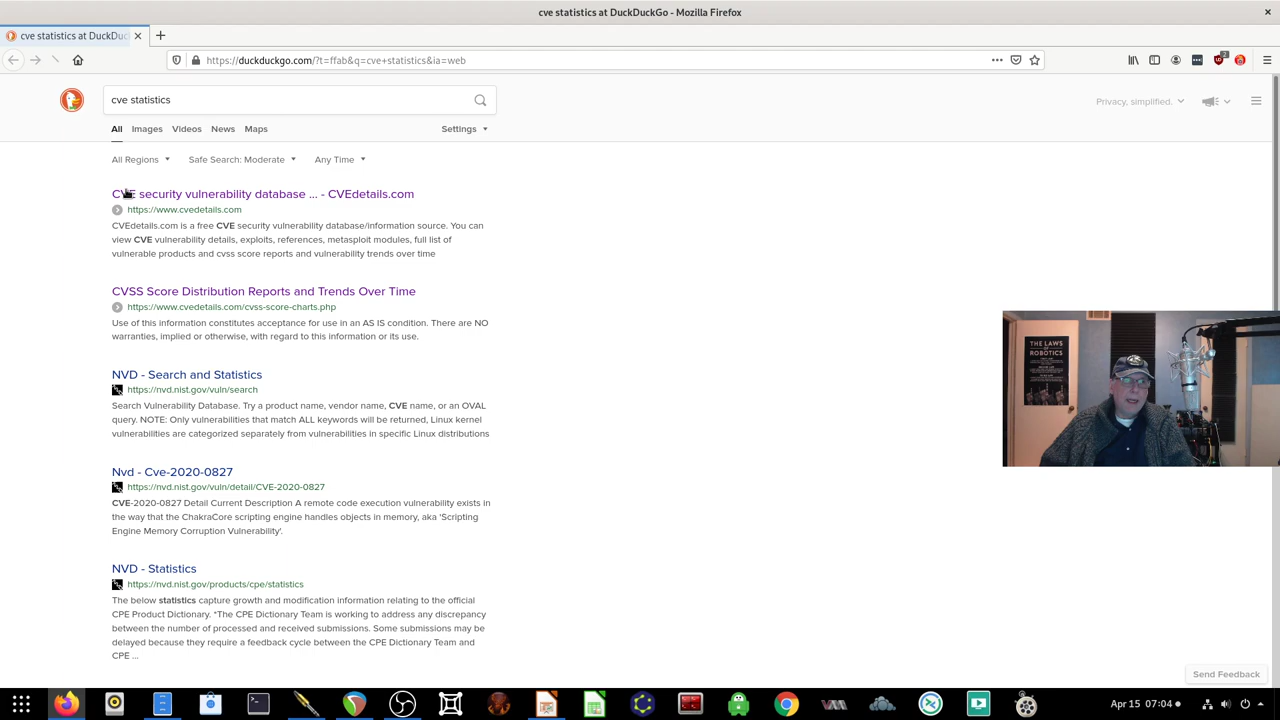 cve statistics at DuckDuckGo - Mozilla Firefox
cve statistics at DuckDuc
https://duckduckgo.com/?t=ffab&q=cve+statistics&ia=web
2
cve statistics
Privacy, simplified.
All Images Videos News Maps Settings
All Regions Safe Search: Moderate Any Time
CVE security vulnerability database ... - CVEdetails.com
https://www.cvedetails.com
CVEdetails.com is a free CVE security vulnerability database/information source. You can
view CVE vulnerability details, exploits, references, metasploit modules, full list of
vulnerable products and cvss score reports and vulnerability trends over time
CVSS Score Distribution Reports and Trends Over Time
https://www.cvedetails.com/cvss-score-charts.php
Use of this information constitutes acceptance for use in an AS IS condition. There are NO
warranties, implied or otherwise, with regard to this information or its use.
NVD - Search and Statistics
https://nvd.nist.gov/vuln/search
Search Vulnerability Database. Try a product name, vendor name, CVE name, or an OVAL
query. NOTE: Only vulnerabilities that match ALL keywords will be returned, Linux kernel
vulnerabilities are categorized separately from vulnerabilities in specific Linux distributions
Nvd - Cve-2020-0827
https://nvd.nist.gov/vuln/detail/CVE-2020-0827
CVE-2020-0827 Detail Current Description A remote code execution vulnerability exists in
the way that the ChakraCore scripting engine handles objects in memory, aka 'Scripting
Engine Memory Corruption Vulnerability'.
NVD - Statistics
https://nvd.nist.gov/products/cpe/statistics
The below statistics capture growth and modification information relating to the official
CPE Product Dictionary. *The CPE Dictionary Team is working to address any discrepancy
between the number of processed and received submissions. Some submissions may be
delayed because they require a feedback cycle between the CPE Dictionary Team and
CPE ...
THE LAWS
OF
ROBOTICS
Send Feedback
Apr 15 07:04